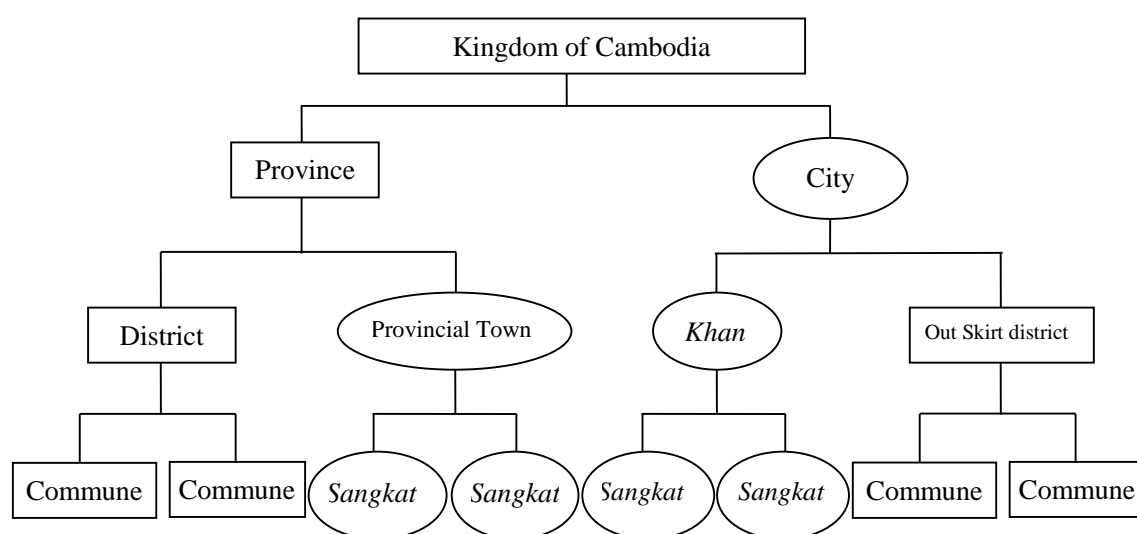 Kingdom of Cambodia
Province
City
District
Provincial Town
Khan
Out Skirt district
Commune
Commune
Sangkat
Sangkat
Sangkat
Sangkat
Commune
Commune